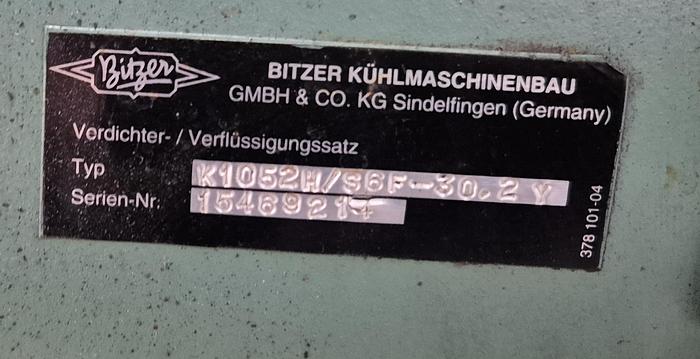 Bitzer
BITZER KÜHLMASCHINENBAU
GMBH & CO. KG Sindelfingen (Germany)
Verdichter- / Verflüssigungssatz
Typ K1052H/S6F-30.2 Y
Serien-Nr. 15469214
378 101-04